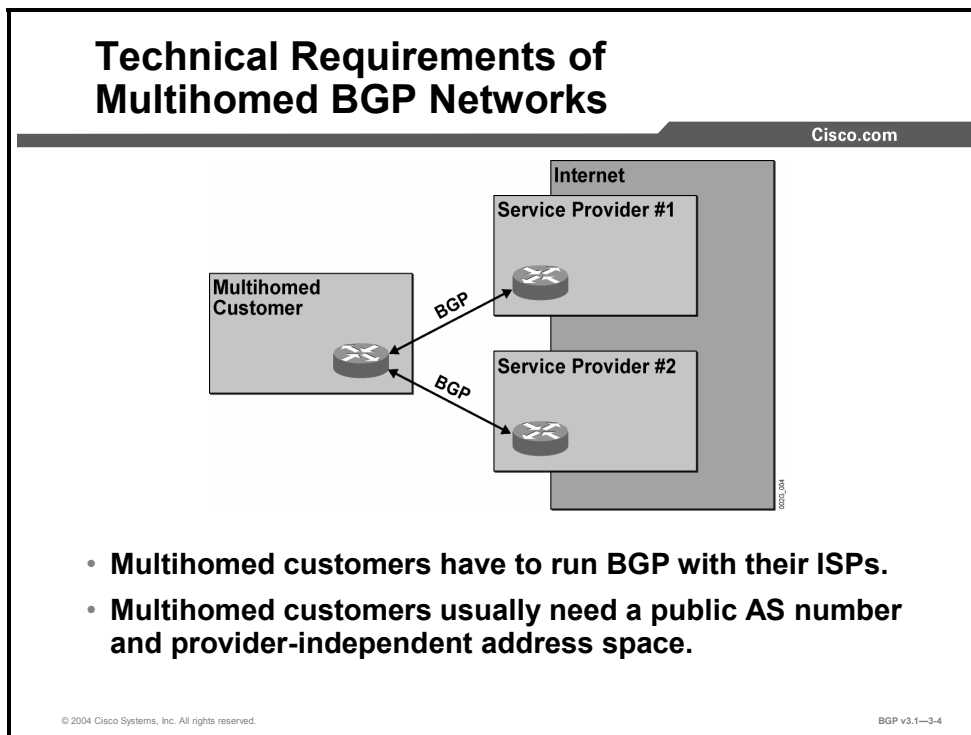 Technical Requirements of
Multihomed BGP Networks
Cisco.com
Internet
Service Provider #1
Multihomed
Customer
BGP
Service Provider #2
BGP
002G_004
• Multihomed customers have to run BGP with their ISPs.
• Multihomed customers usually need a public AS number
and provider-independent address space.
© 2004 Cisco Systems, Inc. All rights reserved.
BGP v3.1—3-4